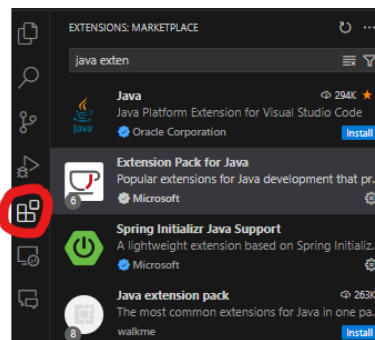 EXTENSIONS: MARKETPLACE
java exten
Java 294K
Java Platform Extension for Visual Studio Code
Oracle Corporation Install
Java
Extension Pack for Java
Popular extensions for Java development that pr...
Microsoft
6
Spring Initializr Java Support
A lightweight extension based on Spring Initializ...
Microsoft
Java extension pack 263K
The most common extensions for Java in one pa...
walkme Install
8